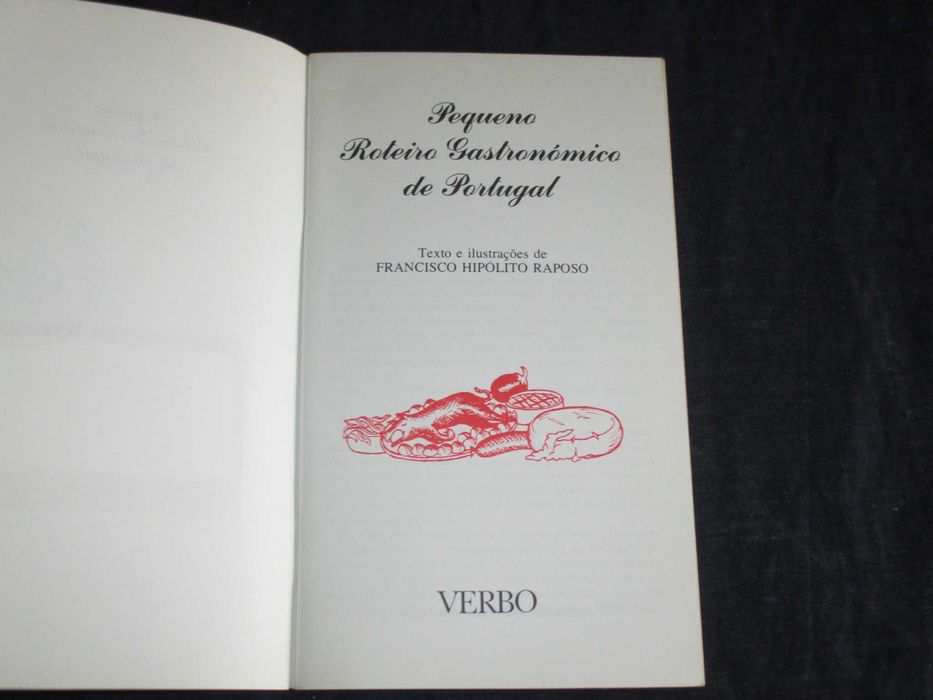 Pequeno
Roteiro Gastronómico
de Portugal
Texto e ilustrações de
FRANCISCO HIPÓLITO RAPOSO
VERBO